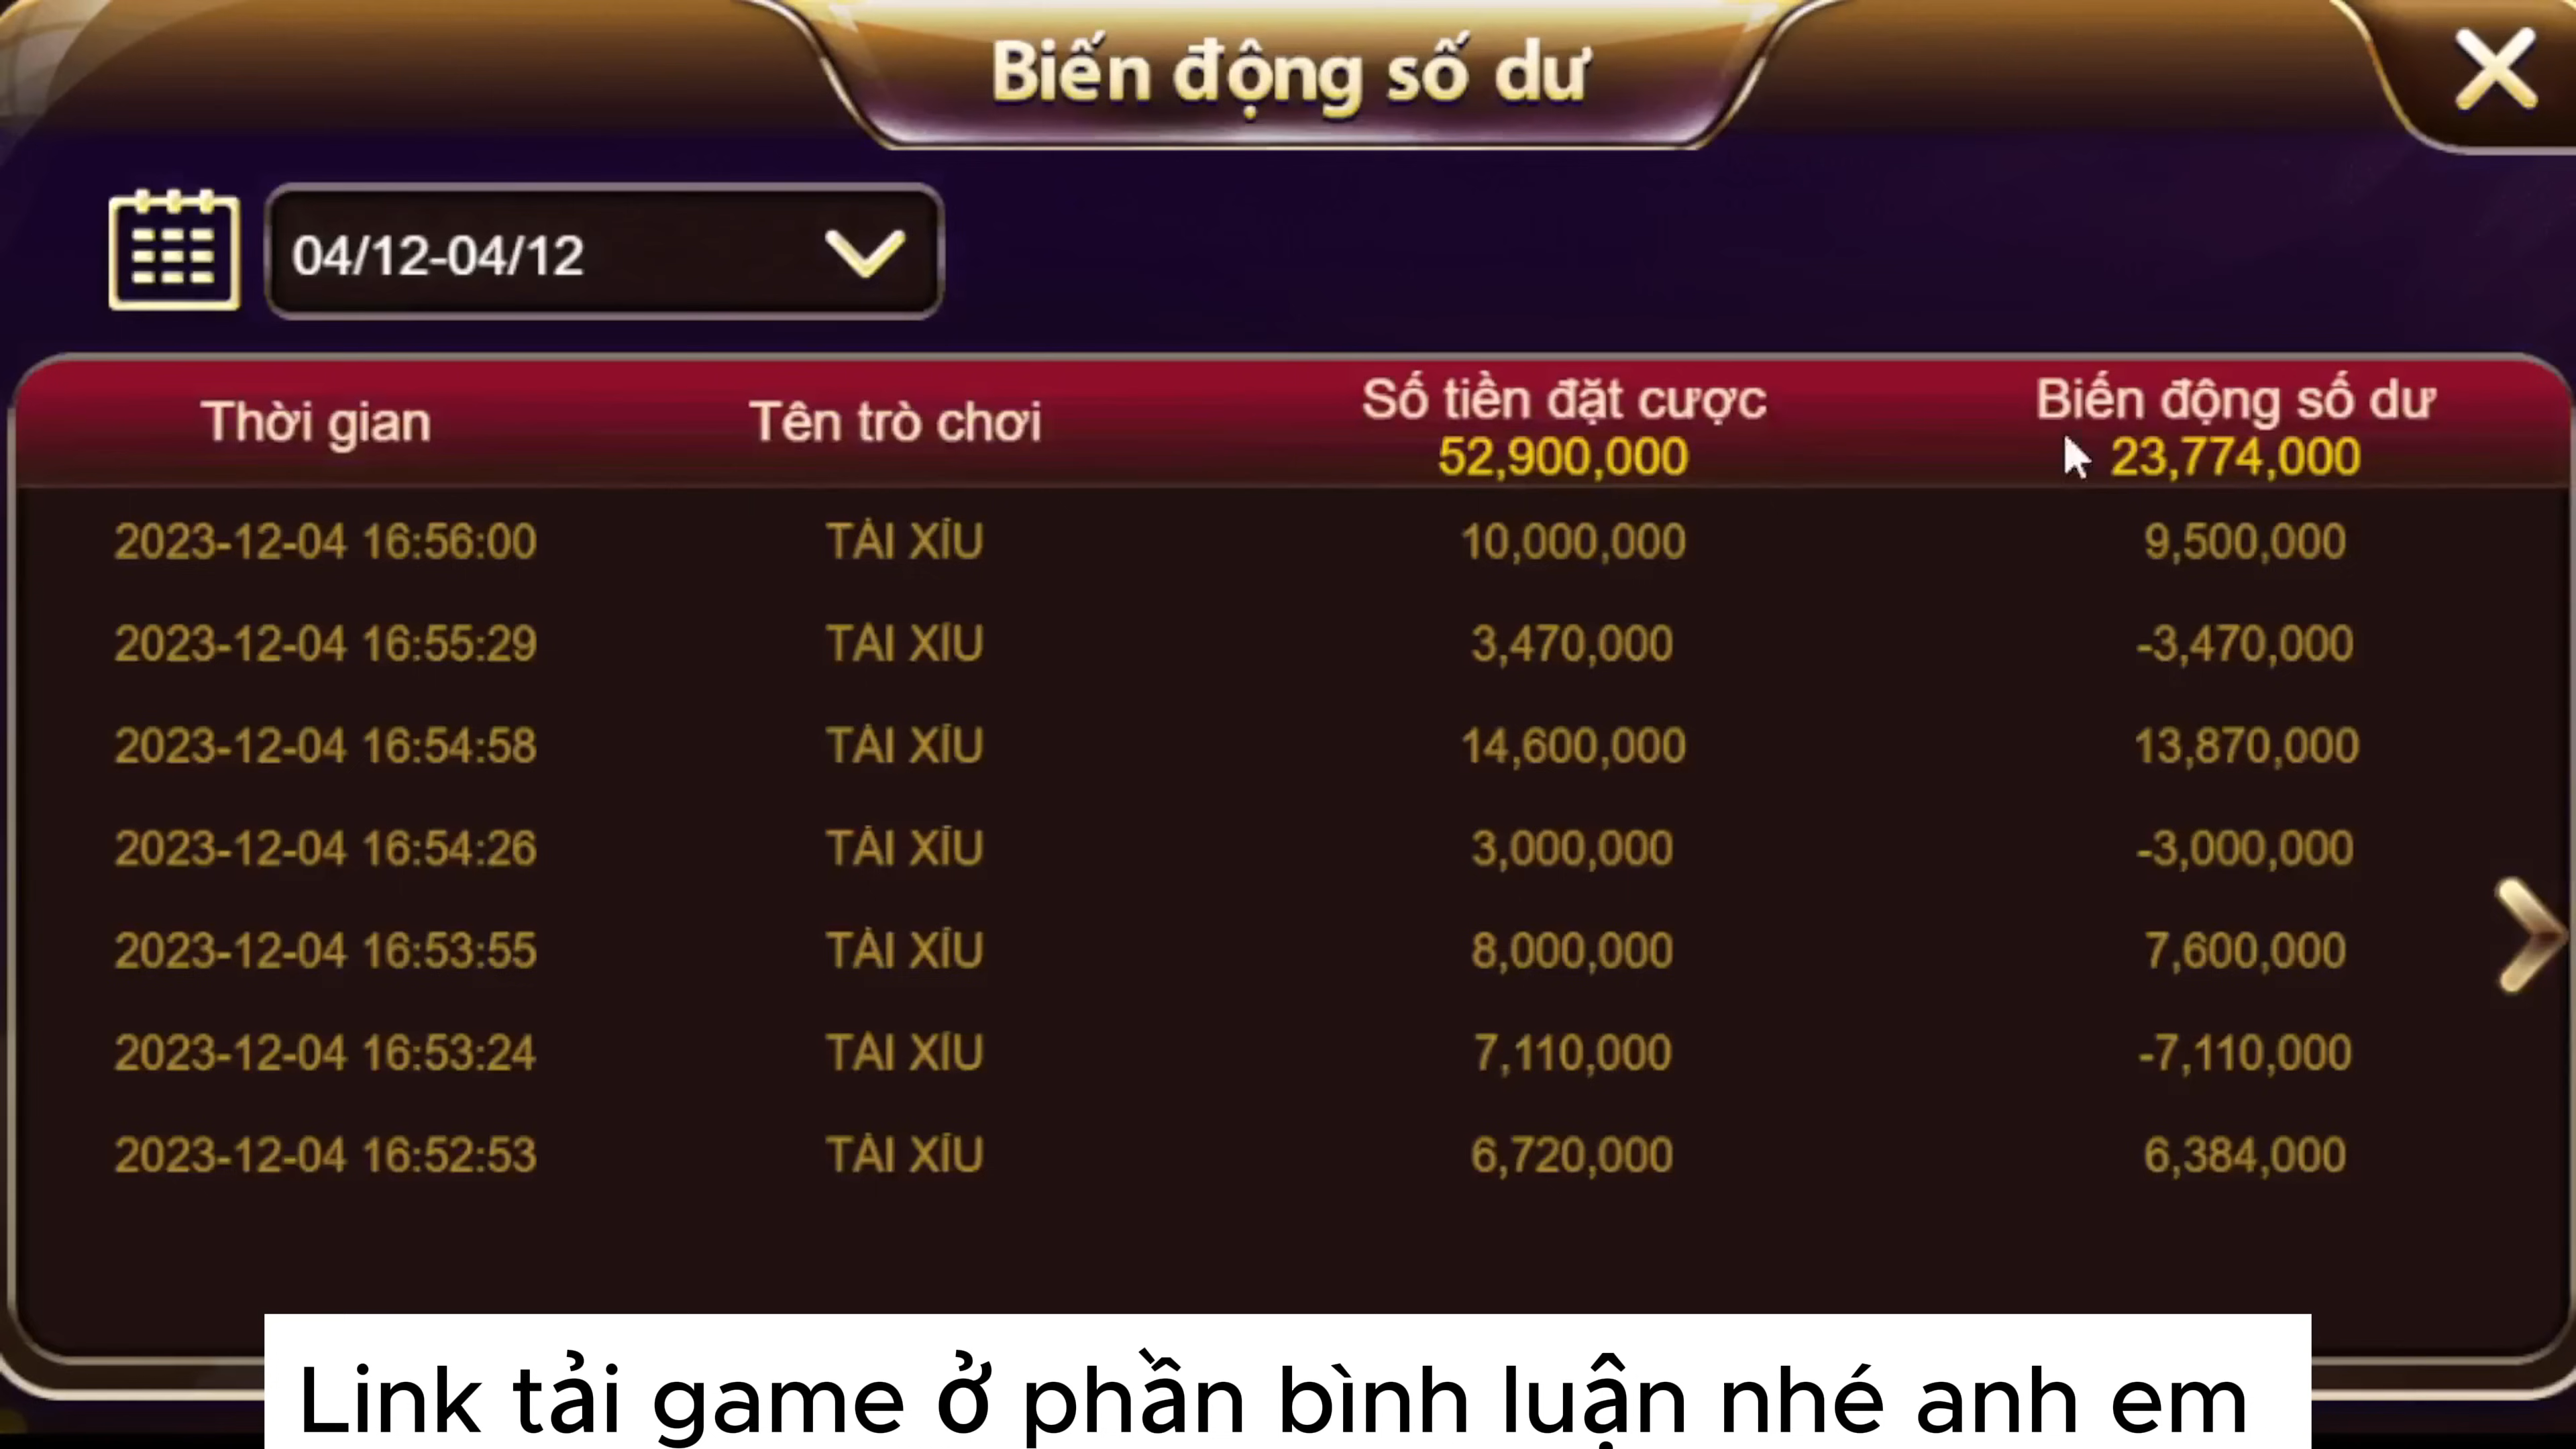 Biến động số dư
04/12-04/12
Thời gian Tên trò chơi Số tiền đặt cược Biến động số dư
52,900,000 23,774,000
2023-12-04 16:56:00 TÀI XỈU 10,000,000 9,500,000
2023-12-04 16:55:29 TÀI XỈU 3,470,000 -3,470,000
2023-12-04 16:54:58 TÀI XỈU 14,600,000 13,870,000
2023-12-04 16:54:26 TÀI XỈU 3,000,000 -3,000,000
2023-12-04 16:53:55 TÀI XỈU 8,000,000 7,600,000
2023-12-04 16:53:24 TÀI XỈU 7,110,000 -7,110,000
2023-12-04 16:52:53 TÀI XỈU 6,720,000 6,384,000
Link tải game ở phần bình luận nhé anh em